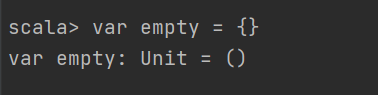 scala> var empty = {}
var empty: Unit = ()